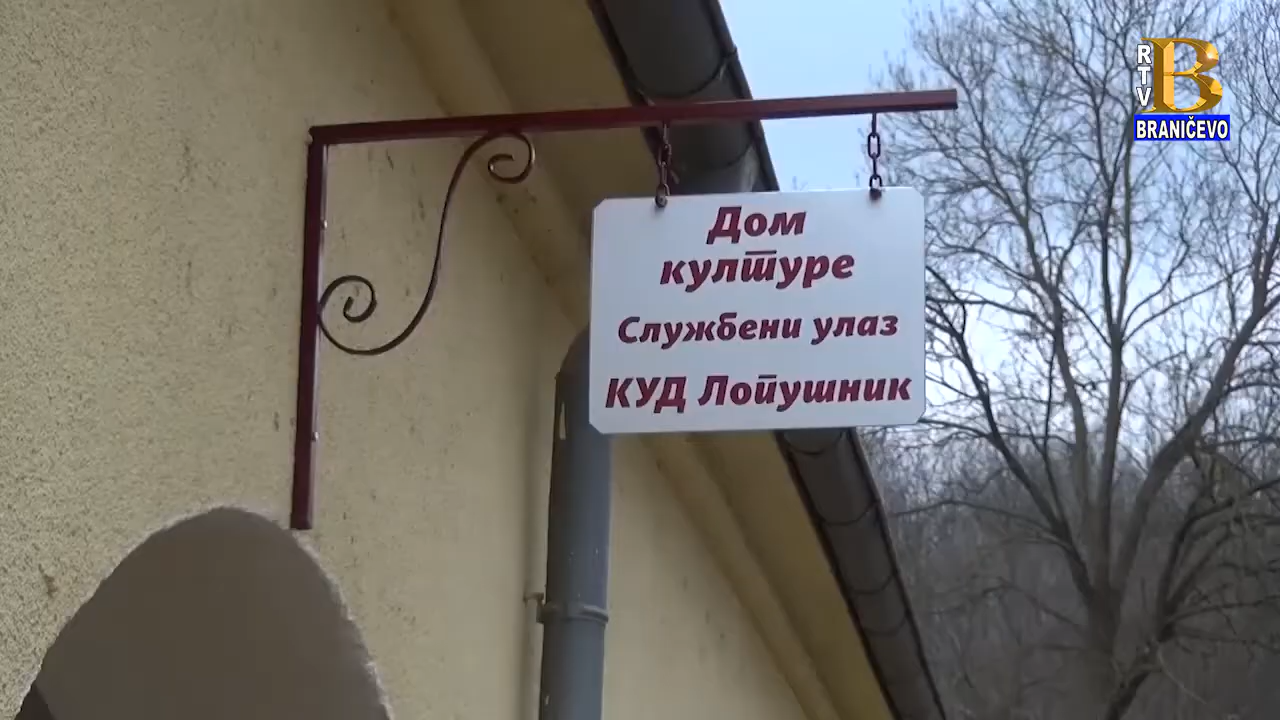 Дом
културе
Службени улаз
КУД Лопушник
RTV B
BRANIČEVO